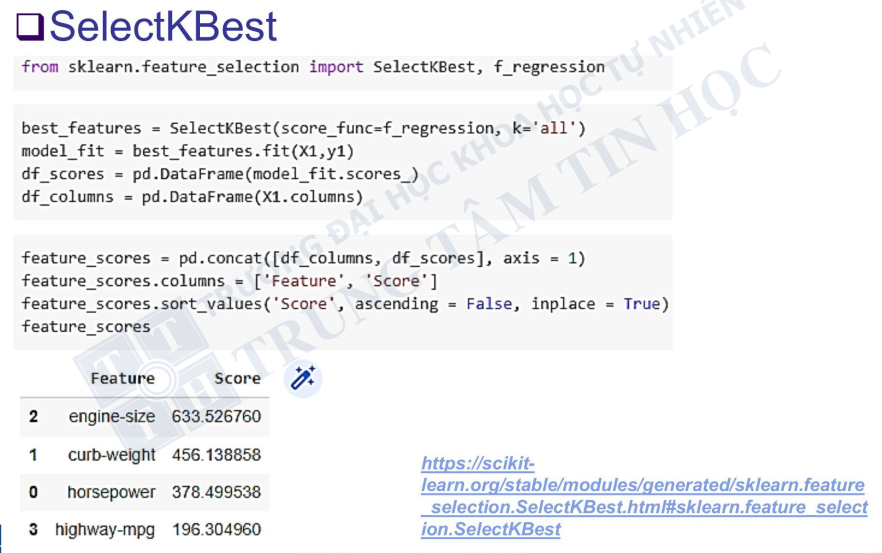 ❑SelectKBest
from sklearn.feature_selection import SelectKBest, f_regression
best_features = SelectKBest(score_func=f_regression, k='all')
model_fit = best_features.fit(X1,y1)
df_scores = pd.DataFrame(model_fit.scores_)
df_columns = pd.DataFrame(X1.columns)
feature_scores = pd.concat([df_columns, df_scores], axis = 1)
feature_scores.columns = ['Feature', 'Score']
feature_scores.sort_values('Score', ascending = False, inplace = True)
feature_scores
Feature Score
2 engine-size 633.526760
1 curb-weight 456.138858
0 horsepower 378.499538
3 highway-mpg 196.304960
https://scikit-
learn.org/stable/modules/generated/sklearn.feature
_selection.SelectKBest.html#sklearn.feature_select
ion.SelectKBest
TRƯỜNG ĐẠI HỌC KHOA HỌC TỰ NHIÊN
TRUNG TÂM TIN HỌC